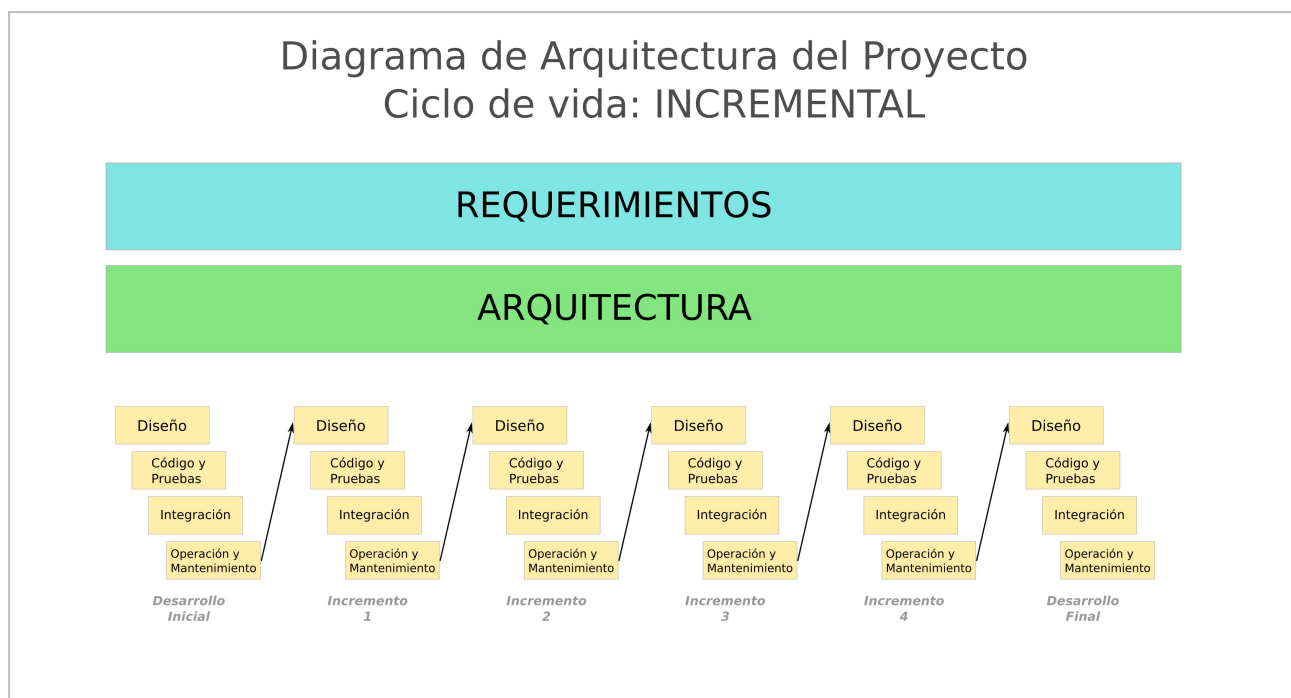 Diagrama de Arquitectura del Proyecto
Ciclo de vida: INCREMENTAL
REQUERIMIENTOS
ARQUITECTURA
Diseño
Código y
Pruebas
Integración
Operación y
Mantenimiento
Desarrollo
Inicial
Diseño
Código y
Pruebas
Integración
Operación y
Mantenimiento
Incremento
1
Diseño
Código y
Pruebas
Integración
Operación y
Mantenimiento
Incremento
2
Diseño
Código y
Pruebas
Integración
Operación y
Mantenimiento
Incremento
3
Diseño
Código y
Pruebas
Integración
Operación y
Mantenimiento
Incremento
4
Diseño
Código y
Pruebas
Integración
Operación y
Mantenimiento
Desarrollo
Final